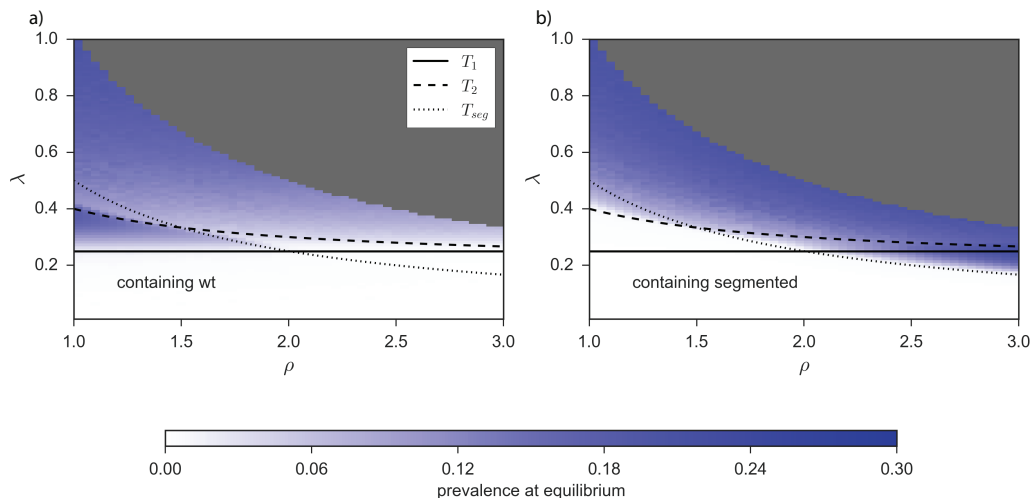 a)
b)
1.0
0.8
0.6
0.4
0.2
λ
T1
T2
Tseg
containing wt
1.0
1.5
2.0
2.5
3.0
ρ
1.0
0.8
0.6
0.4
0.2
λ
containing segmented
1.0
1.5
2.0
2.5
3.0
ρ
0.00
0.06
0.12
0.18
0.24
0.30
prevalence at equilibrium